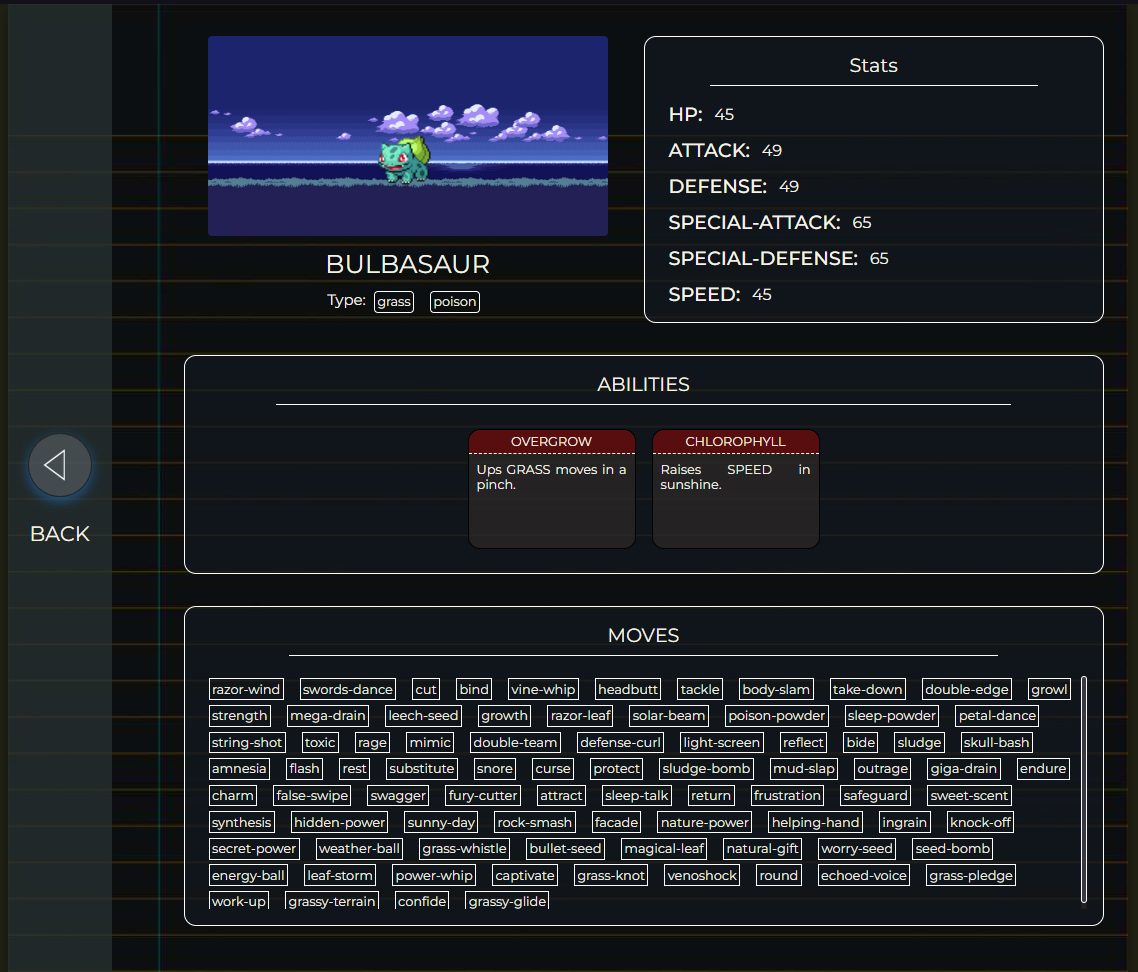 Stats
HP: 45
ATTACK: 49
DEFENSE: 49
SPECIAL-ATTACK: 65
SPECIAL-DEFENSE: 65
SPEED: 45
BULBASAUR
Type: grass poison
BACK
ABILITIES
OVERGROW
Ups GRASS moves in a
pinch.
CHLOROPHYLL
Raises SPEED in
sunshine.
MOVES
razor-wind swords-dance cut bind vine-whip headbutt tackle body-slam take-down double-edge growl
strength mega-drain leech-seed growth razor-leaf solar-beam poison-powder sleep-powder petal-dance
string-shot toxic rage mimic double-team defense-curl light-screen reflect bide sludge skull-bash
amnesia flash rest substitute snore curse protect sludge-bomb mud-slap outrage giga-drain endure
charm false-swipe swagger fury-cutter attract sleep-talk return frustration safeguard sweet-scent
synthesis hidden-power sunny-day rock-smash facade nature-power helping-hand ingrain knock-off
secret-power weather-ball grass-whistle bullet-seed magical-leaf natural-gift worry-seed seed-bomb
energy-ball leaf-storm power-whip captivate grass-knot venoshock round echoed-voice grass-pledge
work-up grassy-terrain confide grassy-glide